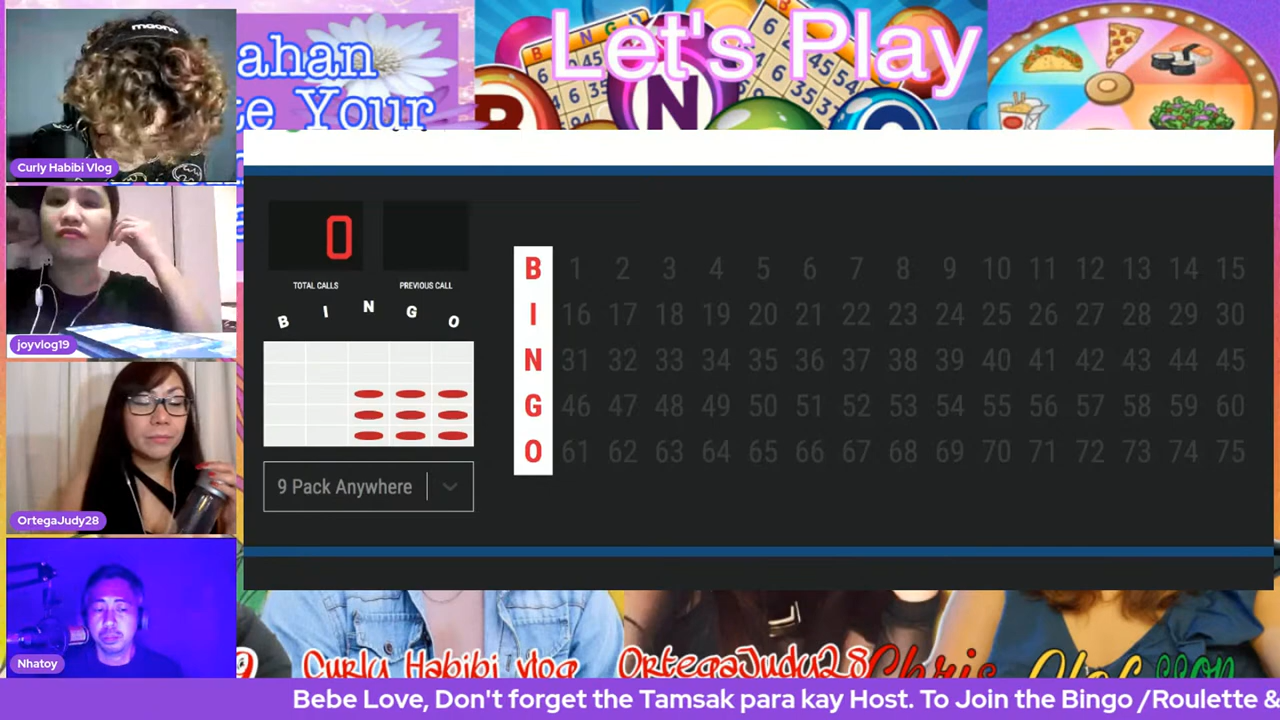 maono
Curly Habibi Vlog
joyvlog19
OrtegaJudy28
Nhatoy
ahan
te Your
Let's Play
0
TOTAL CALLS
PREVIOUS CALL
B I N G O
9 Pack Anywhere
B 1 2 3 4 5 6 7 8 9 10 11 12 13 14 15
I 16 17 18 19 20 21 22 23 24 25 26 27 28 29 30
N 31 32 33 34 35 36 37 38 39 40 41 42 43 44 45
G 46 47 48 49 50 51 52 53 54 55 56 57 58 59 60
O 61 62 63 64 65 66 67 68 69 70 71 72 73 74 75
Curly Habibi vlog
OrtegaJudy28
Chris
Bebe Love, Don't forget the Tamsak para kay Host. To Join the Bingo /Roulette &